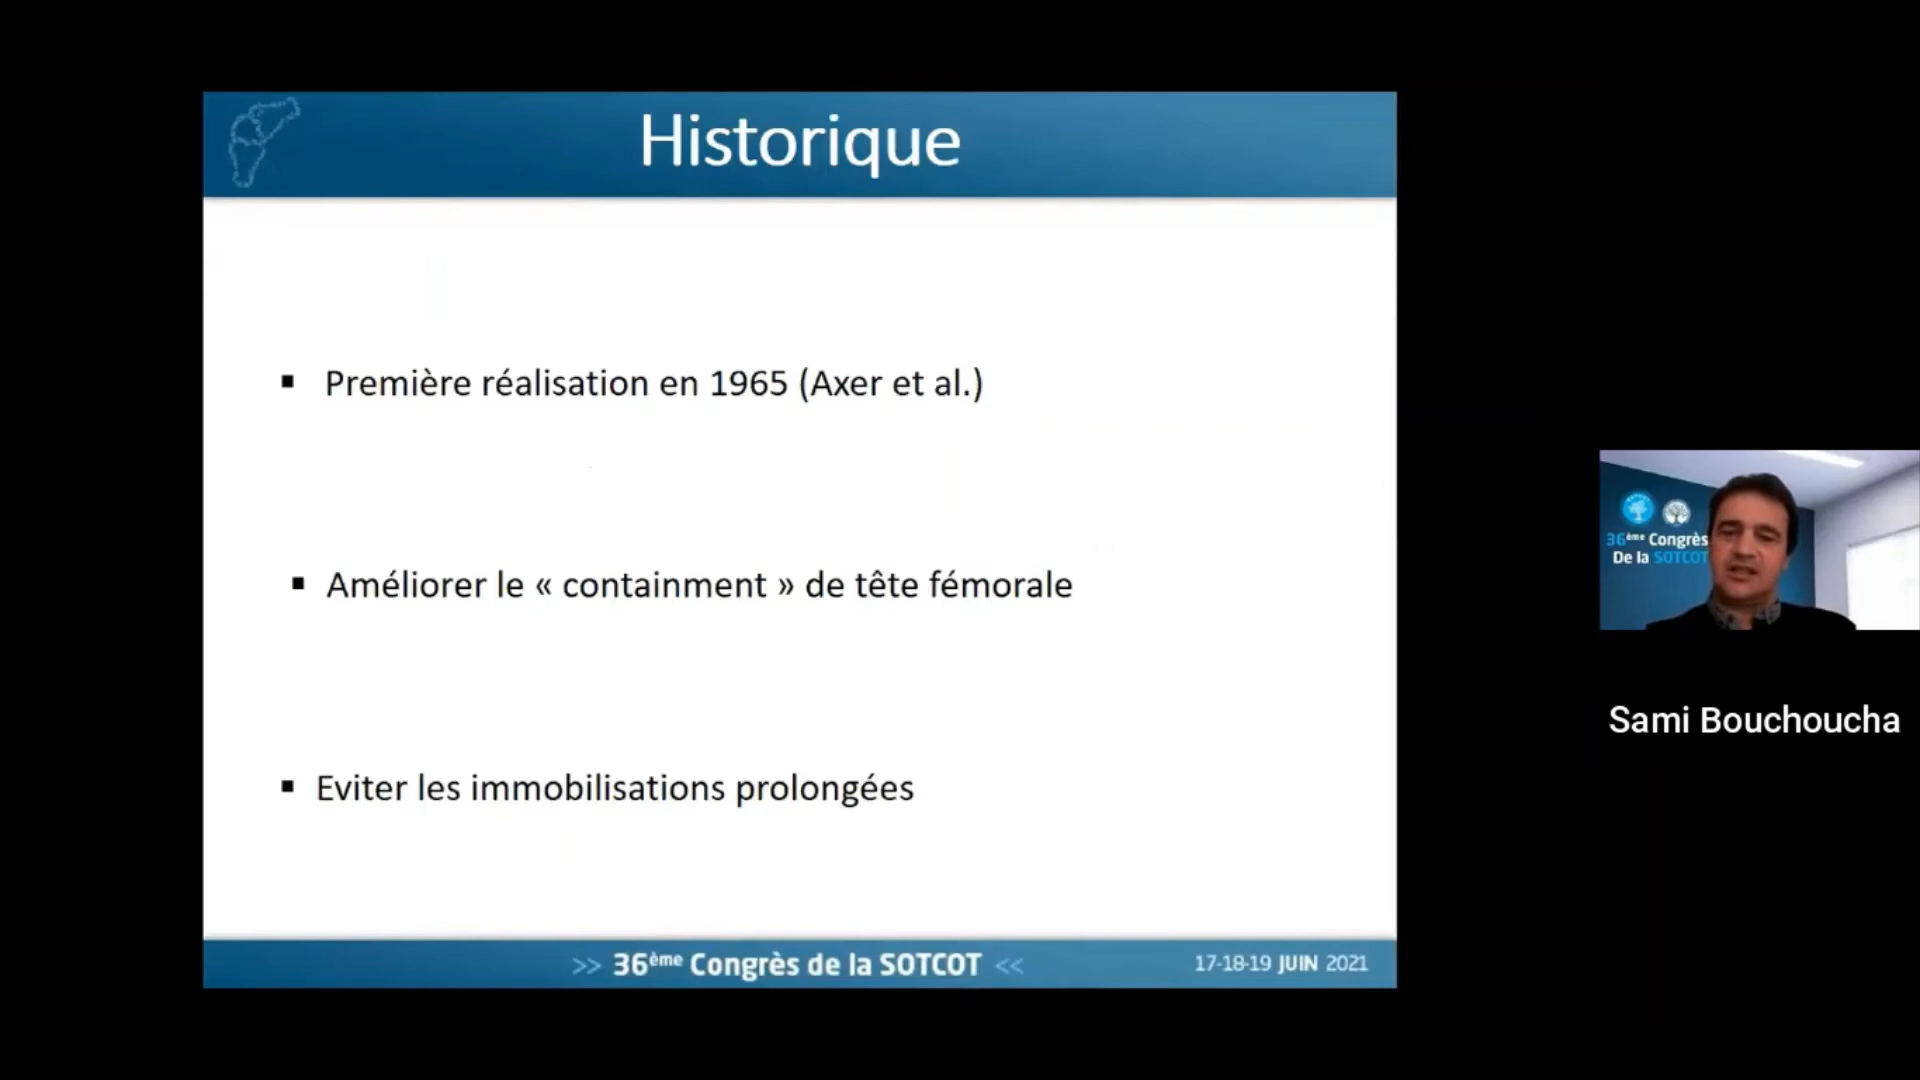 Historique
▪ Première réalisation en 1965 (Axer et al.)
▪ Améliorer le « containment » de tête fémorale
▪ Eviter les immobilisations prolongées
>> 36ème Congrès de la SOTCOT <<
17-18-19 JUIN 2021
36ème Congrès
De la SOTCOT
Sami Bouchoucha